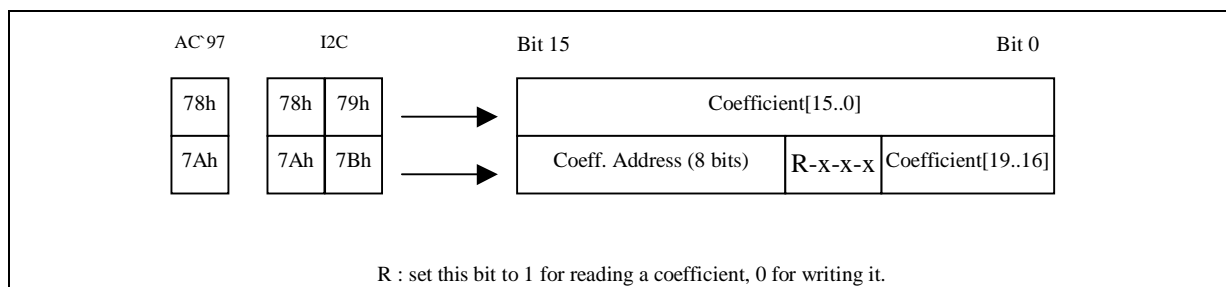 AC`97 I2C Bit 15 Bit 0
78h 78h 79h Coefficient[15..0]
7Ah 7Ah 7Bh Coeff. Address (8 bits) R-x-x-x Coefficient[19..16]
R : set this bit to 1 for reading a coefficient, 0 for writing it.